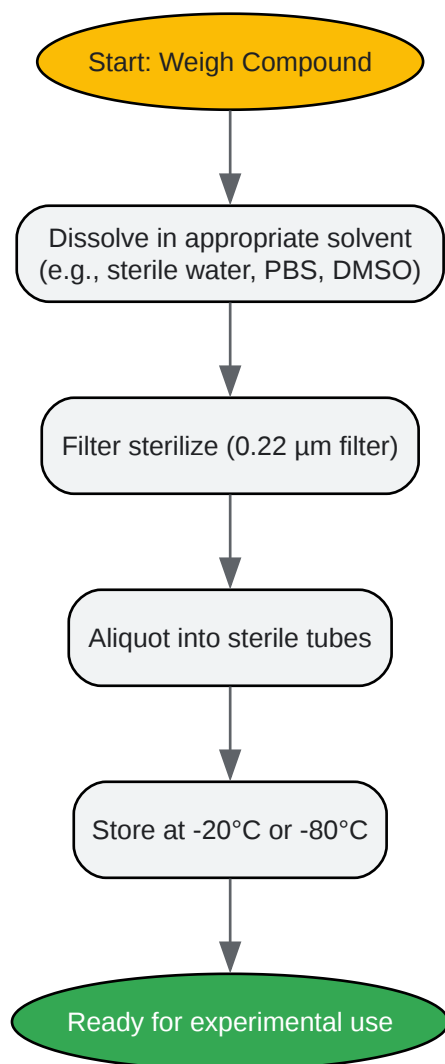 Start: Weigh Compound
Dissolve in appropriate solvent
(e.g., sterile water, PBS, DMSO)
Filter sterilize (0.22 µm filter)
Aliquot into sterile tubes
Store at -20°C or -80°C
Ready for experimental use